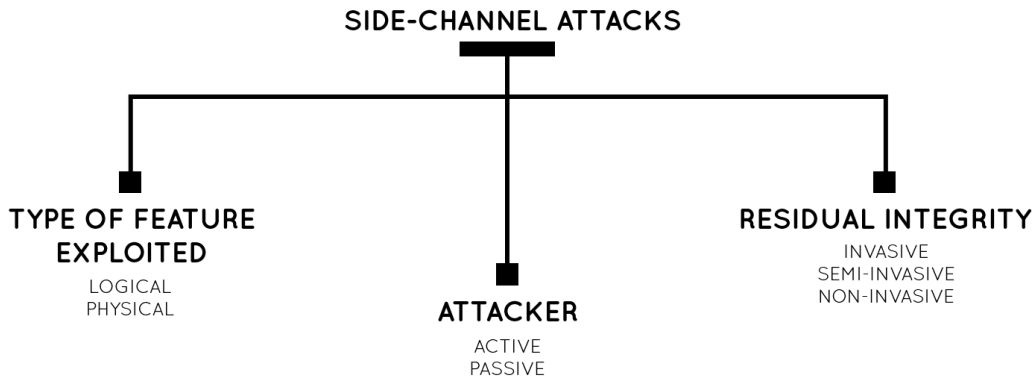 SIDE-CHANNEL ATTACKS
TYPE OF FEATURE
EXPLOITED
LOGICAL
PHYSICAL
ATTACKER
ACTIVE
PASSIVE
RESIDUAL INTEGRITY
INVASIVE
SEMI-INVASIVE
NON-INVASIVE